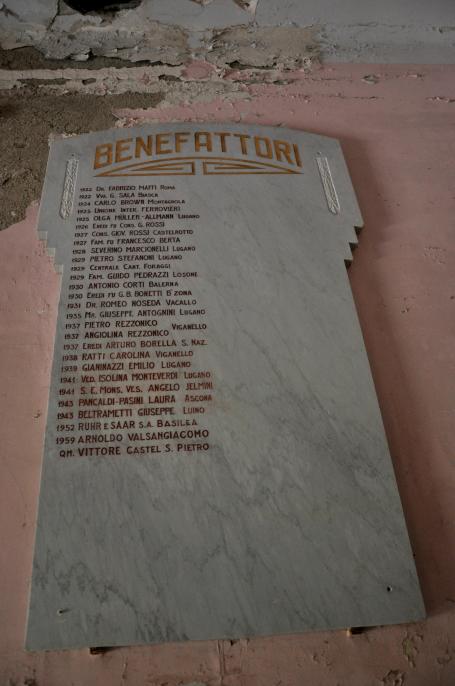 BENEFATTORI
1922 DR. FABRIZIO MAFFI ROMA
1922 VVA. G. SALA BIASCA
1924 CARLO BROWN MONTAGNOLA
1925 UNIONE INTER. FERROVIERI
1925 OLGA MÜLLER-ALLMANN LUGANO
1926 EREDI FU CONS. G. ROSSI
1927 CONS. GIOV. ROSSI CASTELROTTO
1927 FAM. FU FRANCESCO BERTA
1928 SEVERINO MARCIONELLI LUGANO
1929 PIETRO STEFANONI LUGANO
1929 CENTRALE CANT. FORAGGI
1929 FAM. GUIDO PEDRAZZI LOSONE
1930 ANTONIO CORTI BALERNA
1930 EREDI FU G.B. BONETTI B'ZONA
1931 DR. ROMEO NOSEDA VACALLO
1935 MR. GIUSEPPE ANTOGNINI LUGANO
1937 PIETRO REZZONICO VIGANELLO
1937 ANGIOLINA REZZONICO
1937 EREDI ARTURO BORELLA S. NAZ.
1938 RATTI CAROLINA VIGANELLO
1939 GIANINAZZI EMILIO LUGANO
1941 VED. ISOLINA MONTEVERDI LUGANO
1941 S. E. MONS. VES. ANGELO JELMINI
1943 PANCALDI-PASINI LAURA ASCONA
1943 BELTRAMETTI GIUSEPPE LUINO
1952 RUHR E SAAR S.A. BASILEA
1959 ARNOLDO VALSANGIACOMO
QM. VITTORE CASTEL S. PIETRO